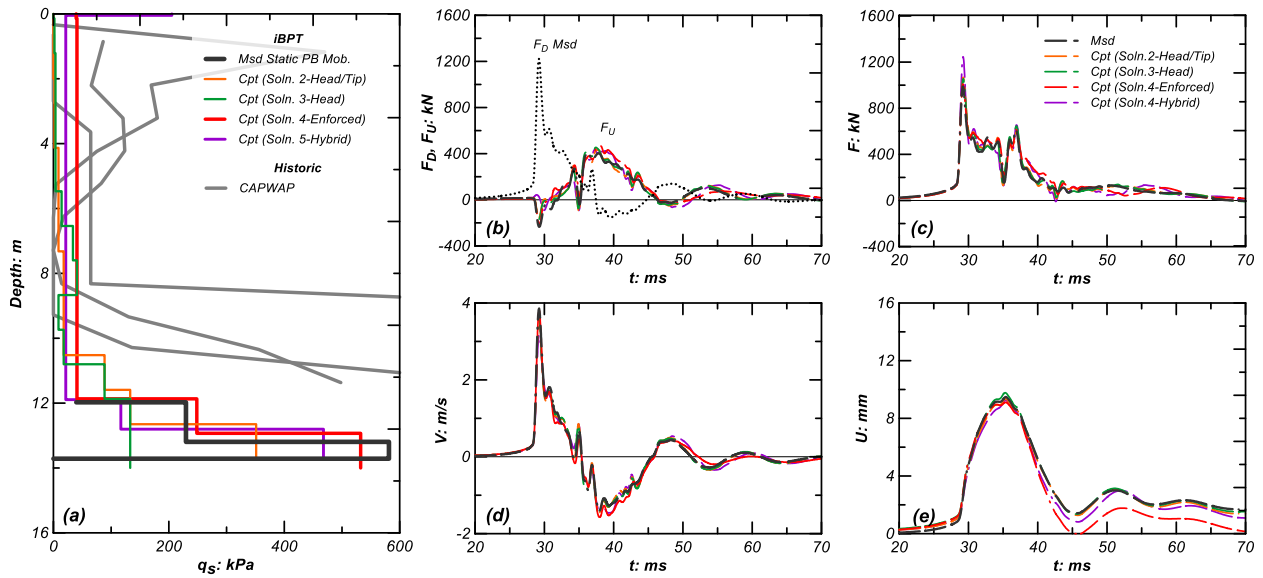 0
4
8
12
16
Depth: m
0
200
400
600
qs: kPa
(a)
iBPT
Msd Static PB Mob.
Cpt (Soln. 2-Head/Tip)
Cpt (Soln. 3-Head)
Cpt (Soln. 4-Enforced)
Cpt (Soln. 5-Hybrid)
Historic
CAPWAP
1600
1200
800
400
0
-400
FD, FU: kN
FD Msd
FU
(b)
20
30
40
50
60
70
t: ms
1600
1200
800
400
0
-400
F: kN
Msd
Cpt (Soln.2-Head/Tip)
Cpt (Soln.3-Head)
Cpt (Soln.4-Enforced)
Cpt (Soln.4-Hybrid)
(c)
20
30
40
50
60
70
t: ms
4
2
0
-2
V: m/s
(d)
20
30
40
50
60
70
t: ms
16
12
8
4
0
U: mm
(e)
20
30
40
50
60
70
t: ms